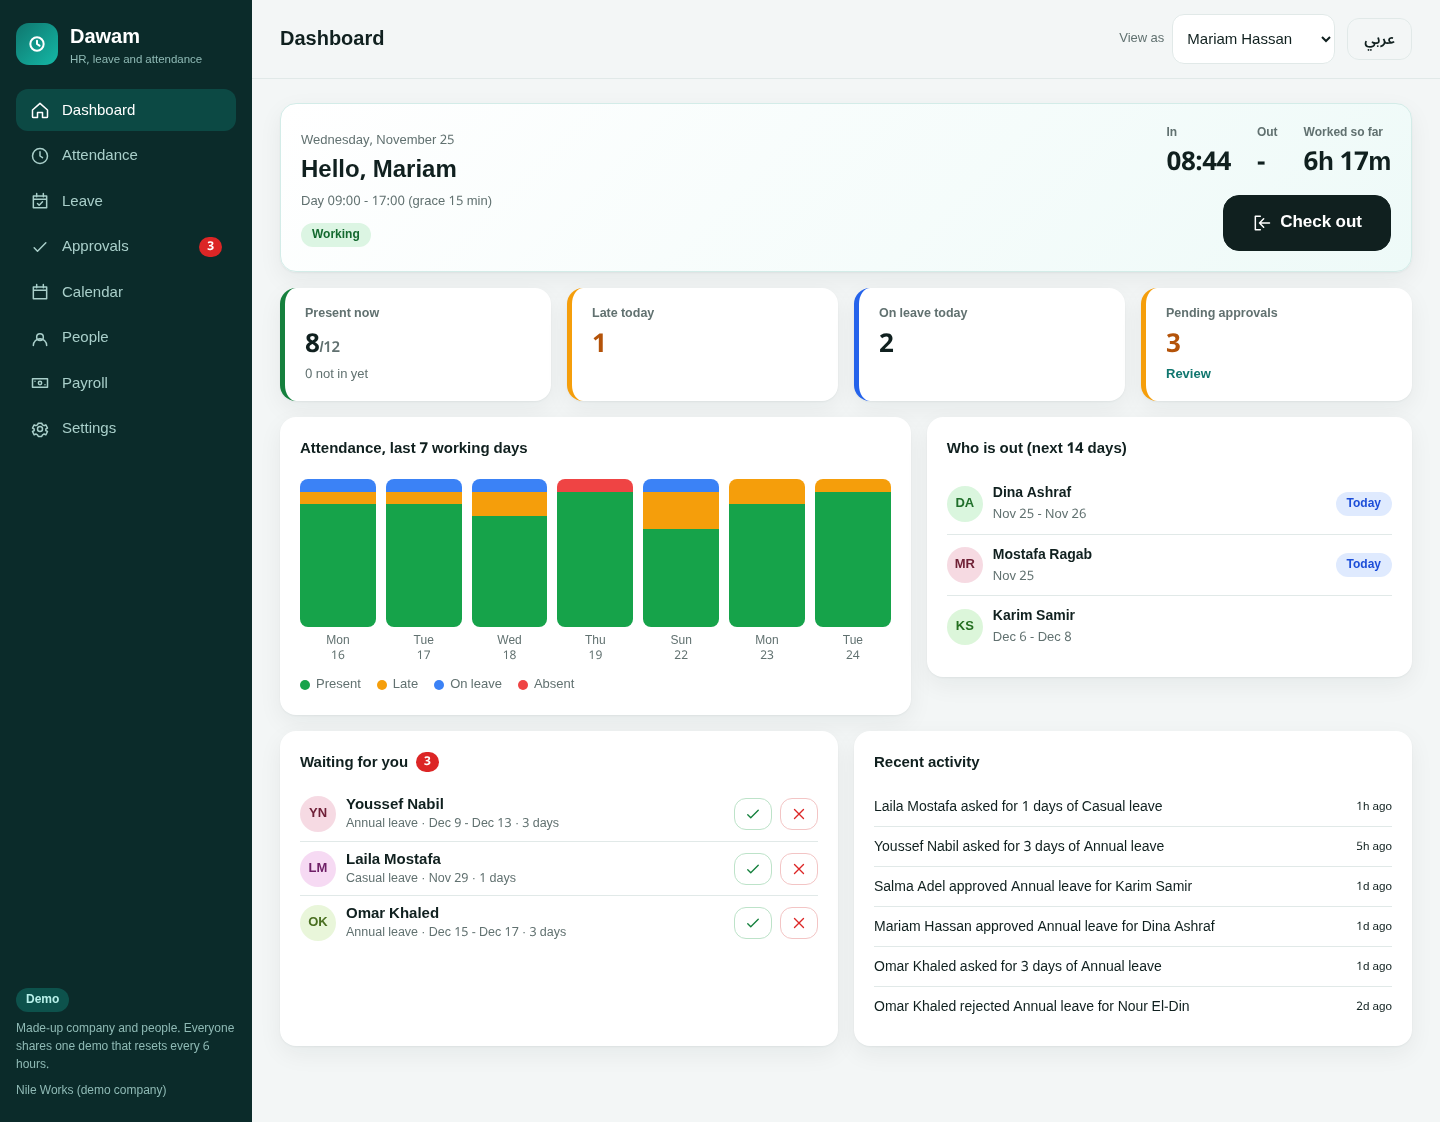 Dawam
HR, leave and attendance
Dashboard
Attendance
Leave
Approvals 3
Calendar
People
Payroll
Settings
Demo
Made-up company and people. Everyone
shares one demo that resets every 6
hours.
Nile Works (demo company)
Dashboard
View as Mariam Hassan عربي
Wednesday, November 25
Hello, Mariam
Day 09:00 - 17:00 (grace 15 min)
Working
In Out Worked so far
08:44 - 6h 17m
Check out
Present now
8/12
0 not in yet
Late today
1
On leave today
2
Pending approvals
3
Review
Attendance, last 7 working days
Mon Tue Wed Thu Sun Mon Tue
16 17 18 19 22 23 24
Present Late On leave Absent
Who is out (next 14 days)
DA Dina Ashraf Today
Nov 25 - Nov 26
MR Mostafa Ragab Today
Nov 25
KS Karim Samir
Dec 6 - Dec 8
Waiting for you 3
YN Youssef Nabil
Annual leave · Dec 9 - Dec 13 · 3 days
LM Laila Mostafa
Casual leave · Nov 29 · 1 days
OK Omar Khaled
Annual leave · Dec 15 - Dec 17 · 3 days
Recent activity
Laila Mostafa asked for 1 days of Casual leave 1h ago
Youssef Nabil asked for 3 days of Annual leave 5h ago
Salma Adel approved Annual leave for Karim Samir 1d ago
Mariam Hassan approved Annual leave for Dina Ashraf 1d ago
Omar Khaled asked for 3 days of Annual leave 1d ago
Omar Khaled rejected Annual leave for Nour El-Din 2d ago